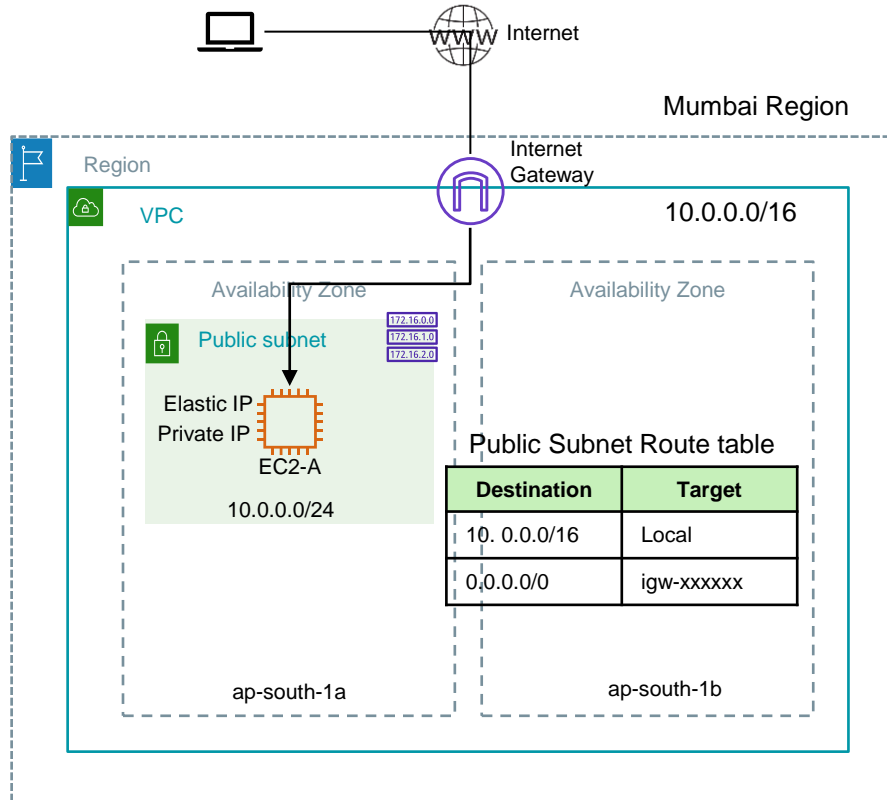 WWW
Internet
Mumbai Region
Internet
Gateway
Region
VPC
10.0.0.0/16
Availability Zone
Availability Zone
172.16.0.0
172.16.1.0
172.16.2.0
Public subnet
Elastic IP
Private IP
EC2-A
10.0.0.0/24
Public Subnet Route table
Destination Target
10. 0.0.0/16 Local
0.0.0.0/0 igw-xxxxxx
ap-south-1a
ap-south-1b